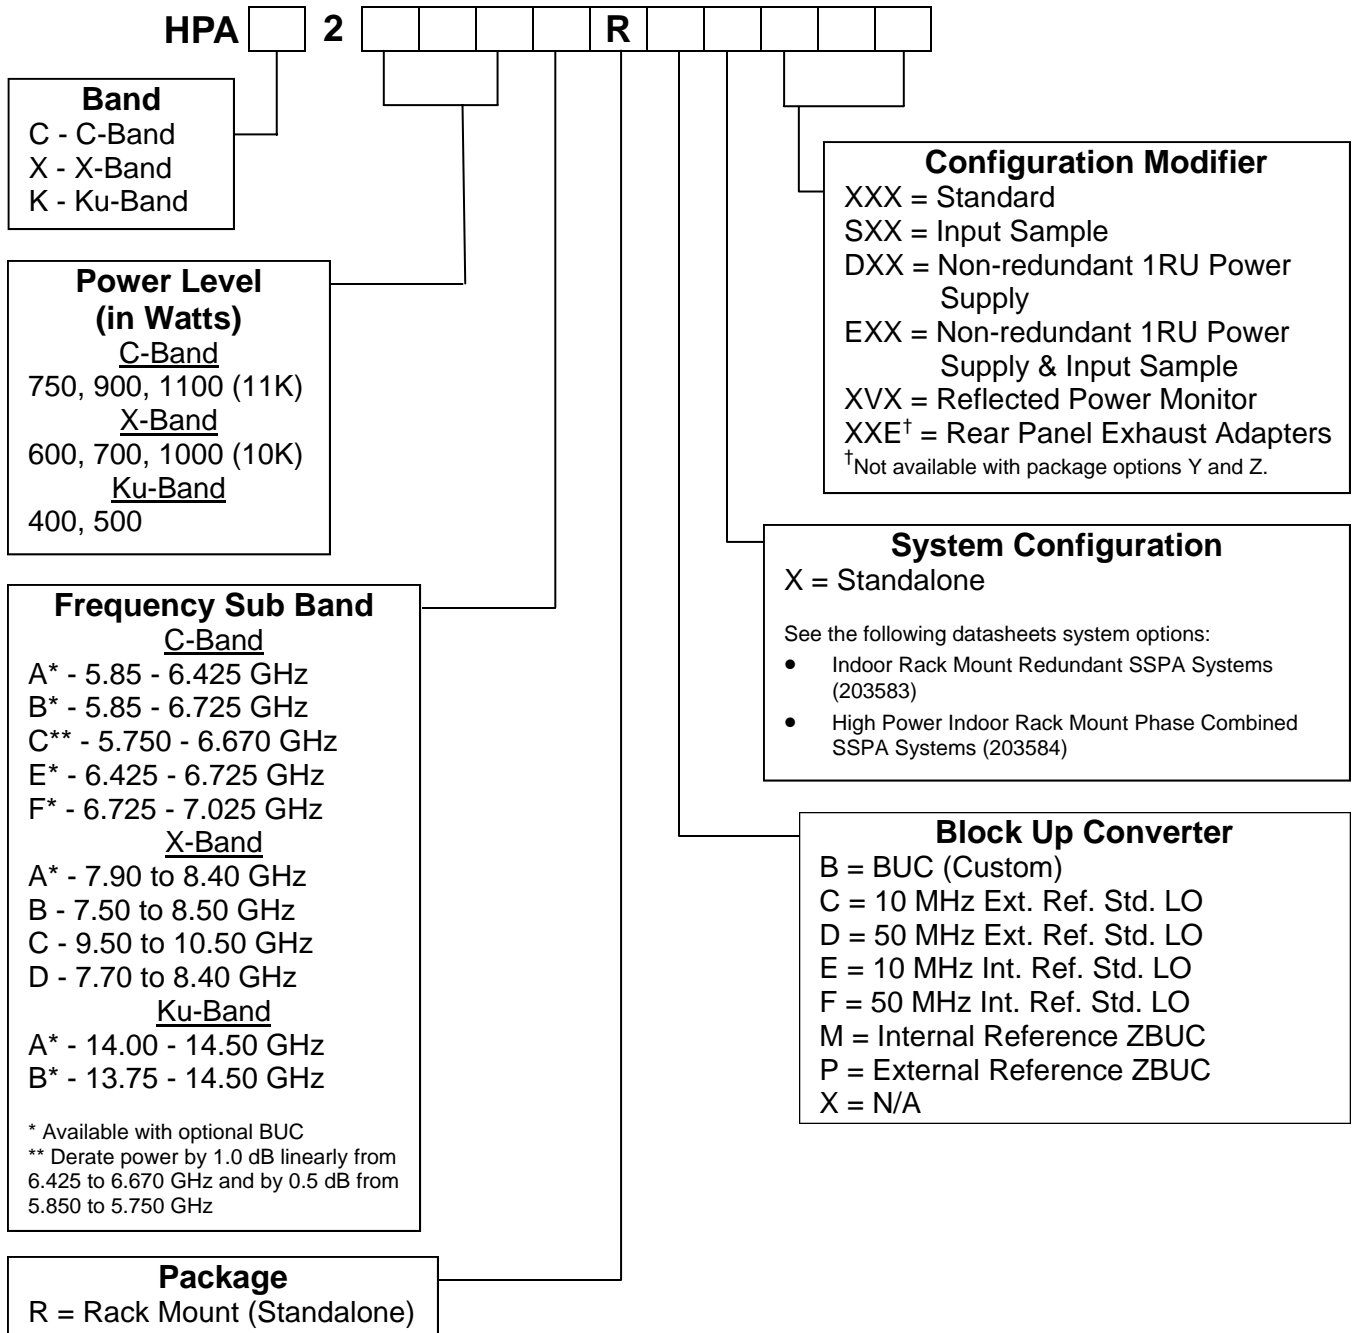 HPA 2 R
Band
C - C-Band
X - X-Band
K - Ku-Band
Power Level
(in Watts)
C-Band
750, 900, 1100 (11K)
X-Band
600, 700, 1000 (10K)
Ku-Band
400, 500
Frequency Sub Band
C-Band
A* - 5.85 - 6.425 GHz
B* - 5.85 - 6.725 GHz
C** - 5.750 - 6.670 GHz
E* - 6.425 - 6.725 GHz
F* - 6.725 - 7.025 GHz
X-Band
A* - 7.90 to 8.40 GHz
B - 7.50 to 8.50 GHz
C - 9.50 to 10.50 GHz
D - 7.70 to 8.40 GHz
Ku-Band
A* - 14.00 - 14.50 GHz
B* - 13.75 - 14.50 GHz
* Available with optional BUC
** Derate power by 1.0 dB linearly from
6.425 to 6.670 GHz and by 0.5 dB from
5.850 to 5.750 GHz
Package
R = Rack Mount (Standalone)
Configuration Modifier
XXX = Standard
SXX = Input Sample
DXX = Non-redundant 1RU Power
Supply
EXX = Non-redundant 1RU Power
Supply & Input Sample
XVX = Reflected Power Monitor
XXE† = Rear Panel Exhaust Adapters
†Not available with package options Y and Z.
System Configuration
X = Standalone
See the following datasheets system options:
• Indoor Rack Mount Redundant SSPA Systems
(203583)
• High Power Indoor Rack Mount Phase Combined
SSPA Systems (203584)
Block Up Converter
B = BUC (Custom)
C = 10 MHz Ext. Ref. Std. LO
D = 50 MHz Ext. Ref. Std. LO
E = 10 MHz Int. Ref. Std. LO
F = 50 MHz Int. Ref. Std. LO
M = Internal Reference ZBUC
P = External Reference ZBUC
X = N/A